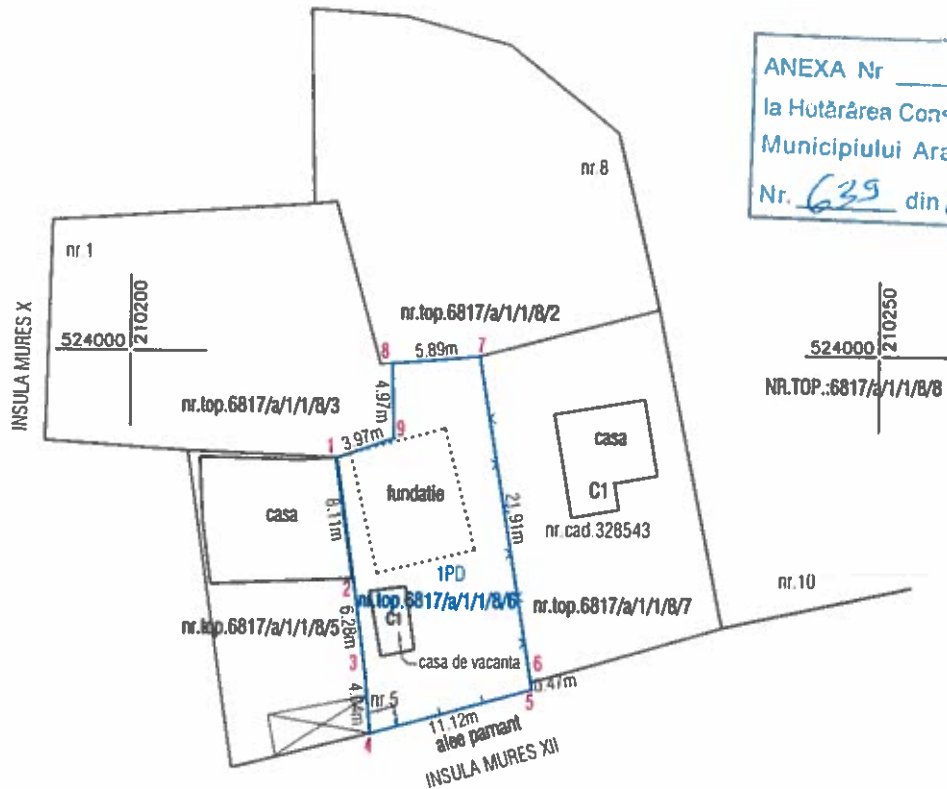 ANEXA Nr
la Hotărârea Cons
Municipiului Ara
Nr. 639 din
nr.8
nr 1
INSULA MURES X
524000
210200
nr.top.6817/a/1/1/8/2
524000
210250
NR.TOP.:6817/a/1/1/8/8
8
5.89m
7
4.97m
nr.top.6817/a/1/1/8/3
1
3.97m
9
casa
C1
nr.cad.328543
casa
8.11m
fundatie
21.91m
1PD
2
nr.top.6817/a/1/1/8/6
nr.top.6817/a/1/1/8/7
nr.10
nr.top.6817/a/1/1/8/5
6.28m
C1
casa de vacanta
3
6
4.04m
nr.5
5
0.47m
4
11.12m
alee pamant
INSULA MURES XII